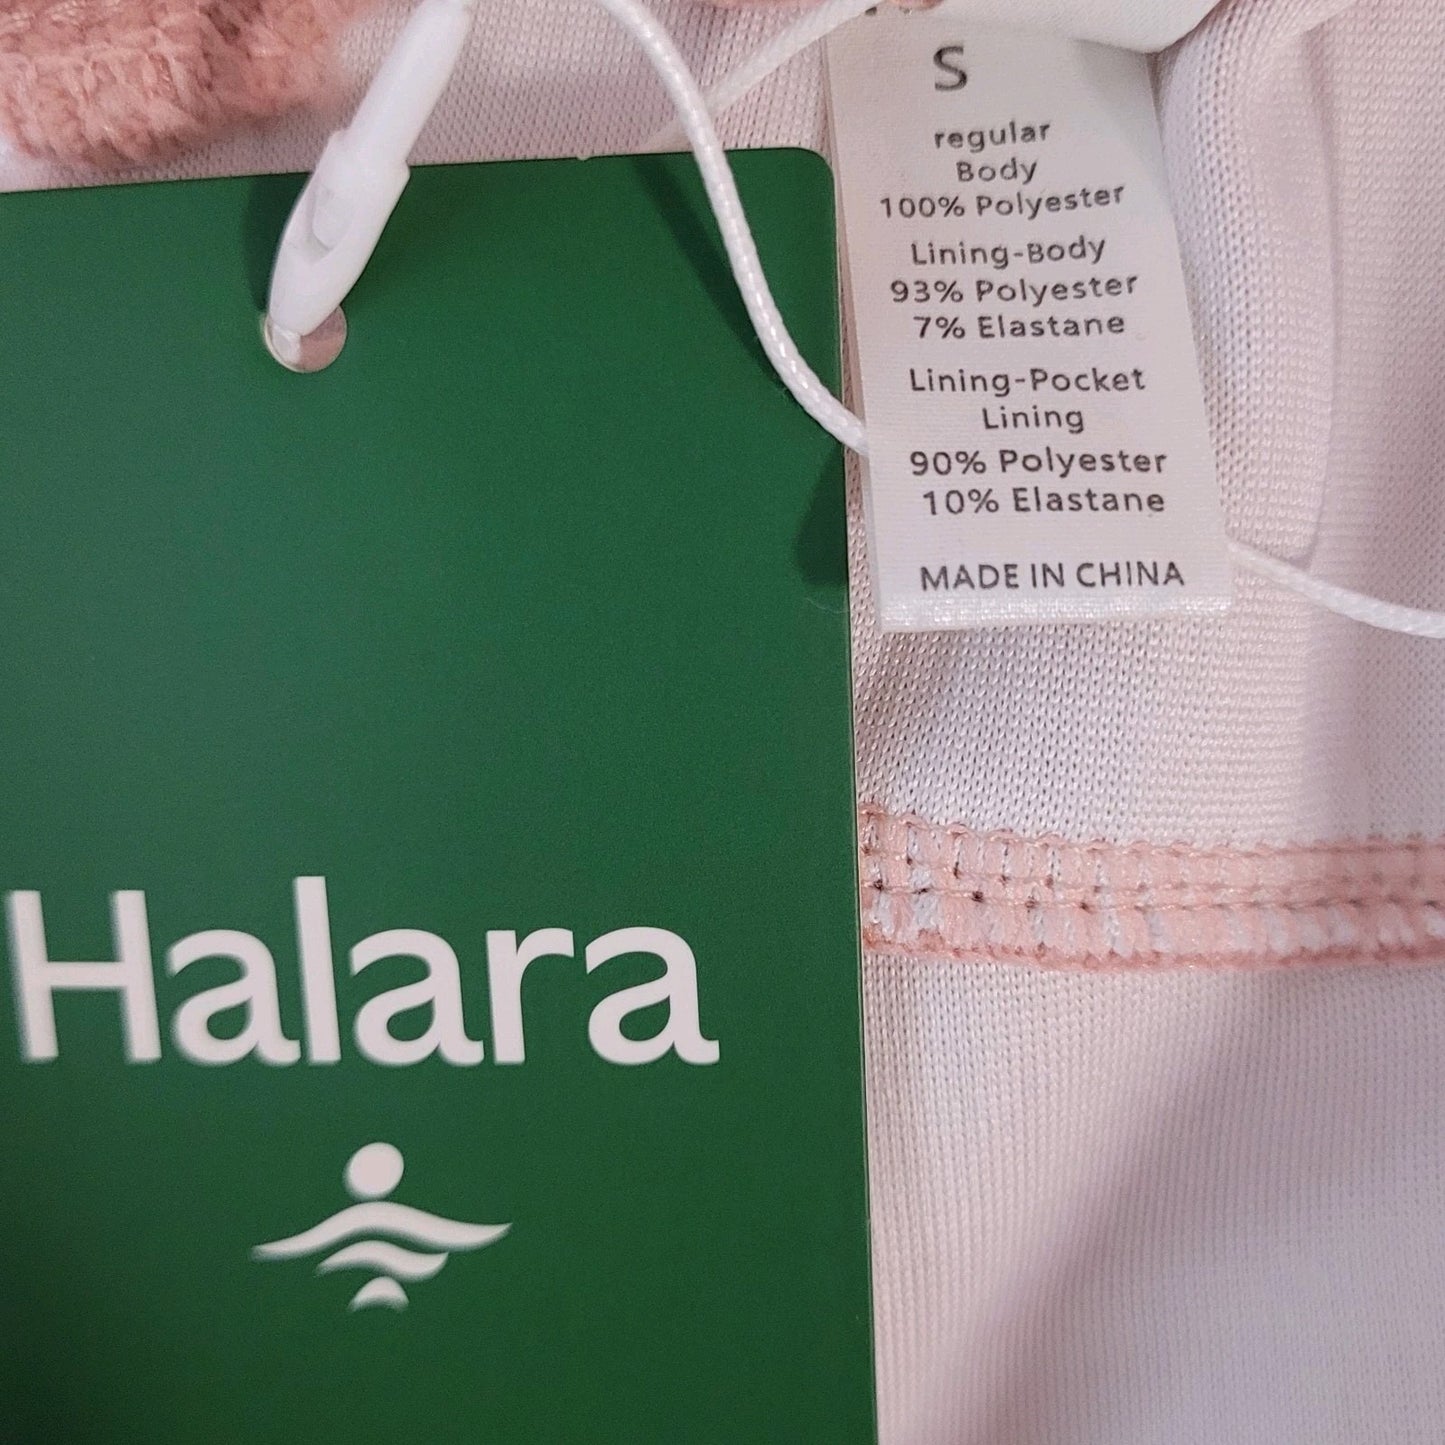 S
regular
Body
100% Polyester
Lining-Body
93% Polyester
7% Elastane
Lining-Pocket
Lining
90% Polyester
10% Elastane
MADE IN CHINA
Halara